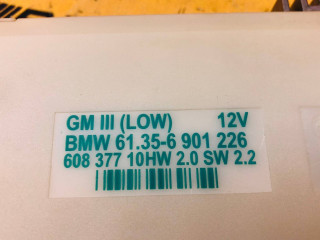 GM III (LOW) 12V
BMW 61.35-6 901 226
608 377 10HW 2.0 SW 2.2